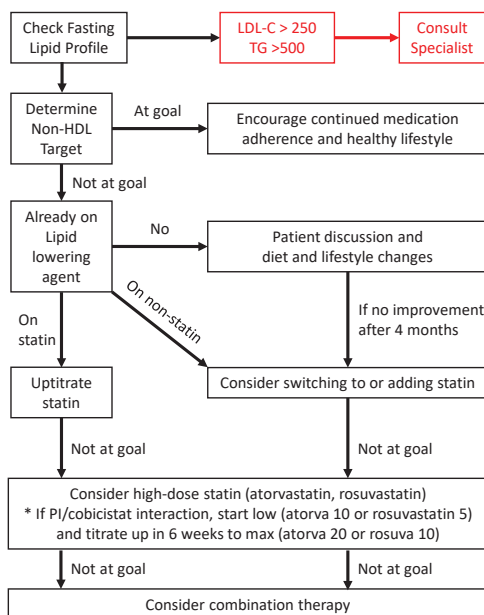 Check Fasting
Lipid Profile
LDL-C > 250
TG >500
Consult
Specialist
Determine
Non-HDL
Target
At goal
Encourage continued medication
adherence and healthy lifestyle
Not at goal
Already on
Lipid
lowering
agent
No
Patient discussion and
diet and lifestyle changes
On
statin
On non-statin
If no improvement
after 4 months
Uptitrate
statin
Consider switching to or adding statin
Not at goal
Not at goal
Consider high-dose statin (atorvastatin, rosuvastatin)
* If PI/cobicistat interaction, start low (atorva 10 or rosuvastatin 5)
and titrate up in 6 weeks to max (atorva 20 or rosuva 10)
Not at goal
Not at goal
Consider combination therapy